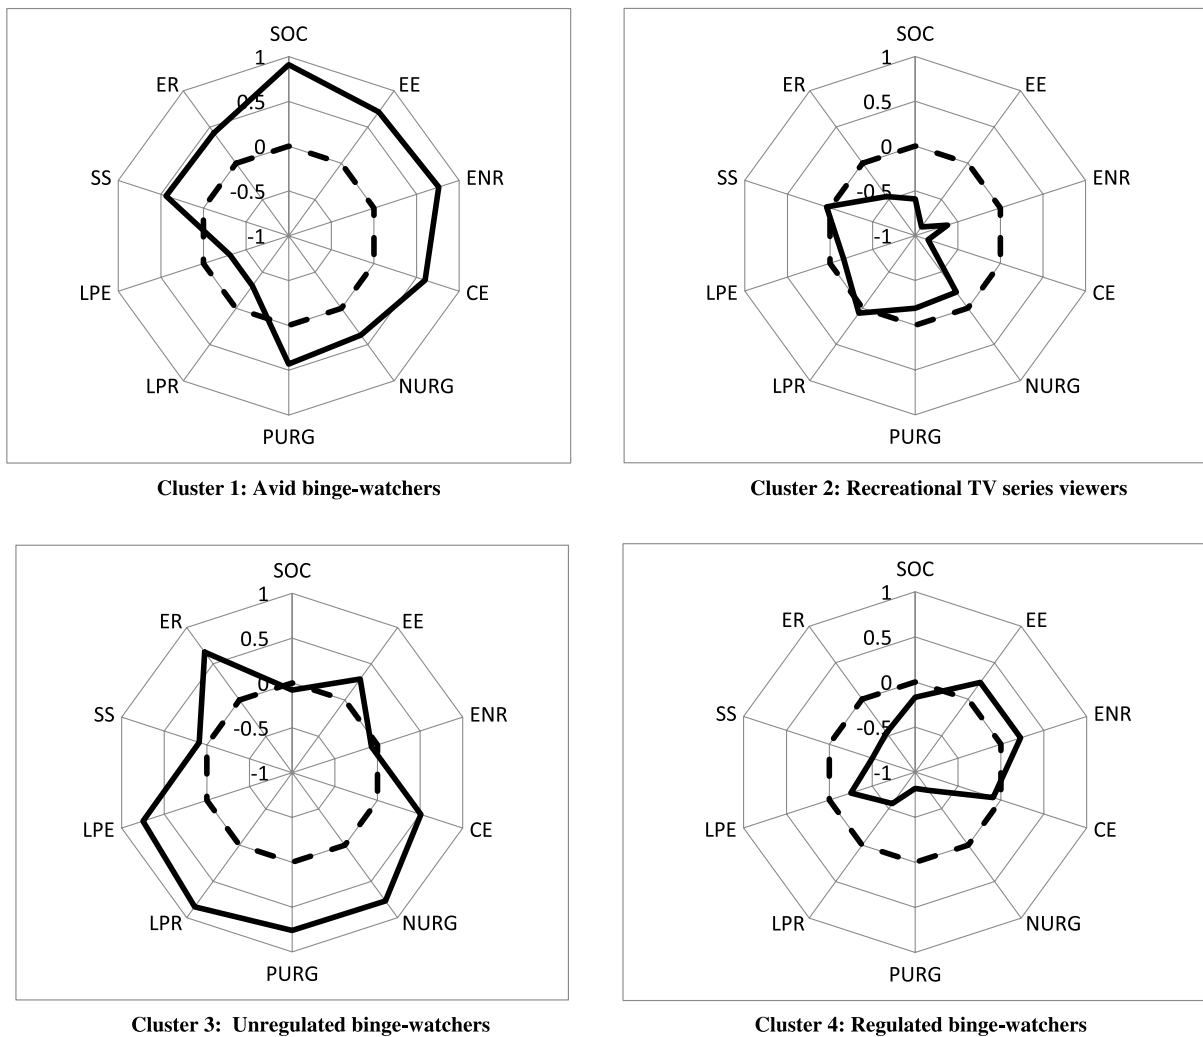 SOC
1
ER
EE
0.5
0
SS
ENR
-0.5
-1
LPE
CE
LPR
NURG
PURG
Cluster 1: Avid binge-watchers
SOC
1
ER
EE
0.5
0
SS
ENR
-0.5
-1
LPE
CE
LPR
NURG
PURG
Cluster 2: Recreational TV series viewers
SOC
1
ER
EE
0.5
0
SS
ENR
-0.5
-1
LPE
CE
LPR
NURG
PURG
Cluster 3: Unregulated binge-watchers
SOC
1
ER
EE
0.5
0
SS
ENR
-0.5
-1
LPE
CE
LPR
NURG
PURG
Cluster 4: Regulated binge-watchers